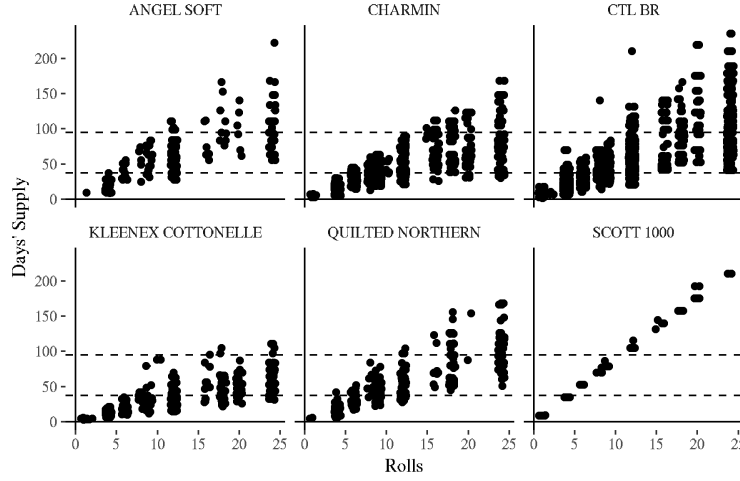 ANGEL SOFT CHARMIN CTL BR
200
150
100
50
0
Days' Supply
KLEENEX COTTONELLE QUILTED NORTHERN SCOTT 1000
200
150
100
50
0
0 5 10 15 20 25 0 5 10 15 20 25 0 5 10 15 20
Rolls